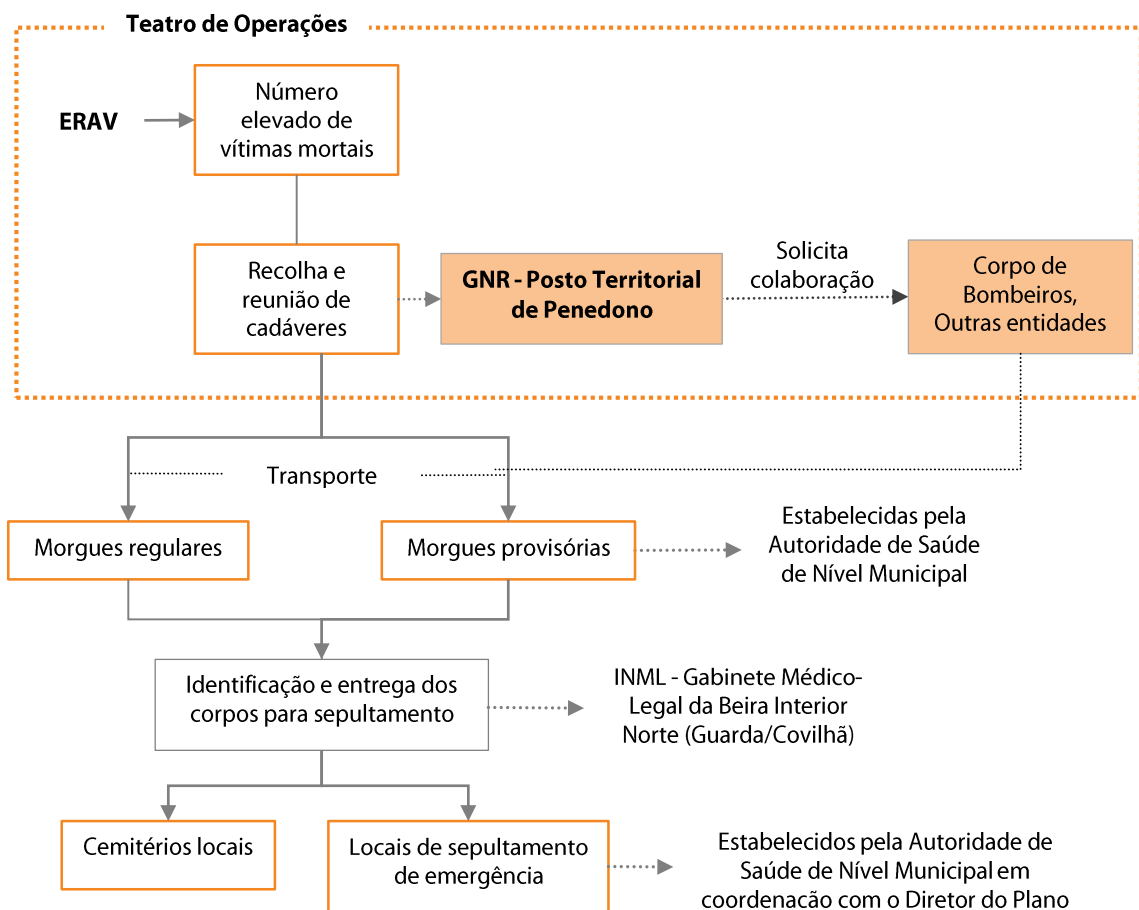 Teatro de Operações
ERAV
Número
elevado de
vítimas mortais
Recolha e
reunião de
cadáveres
GNR - Posto Territorial
de Penedono
Solicita
colaboração
Corpo de
Bombeiros,
Outras entidades
Transporte
Morgues regulares
Morgues provisórias
Estabelecidas pela
Autoridade de Saúde
de Nível Municipal
Identificação e entrega dos
corpos para sepultamento
INML - Gabinete Médico-
Legal da Beira Interior
Norte (Guarda/Covilhã)
Cemitérios locais
Locais de sepultamento
de emergência
Estabelecidos pela Autoridade de
Saúde de Nível Municipal em
coordenação com o Diretor do Plano